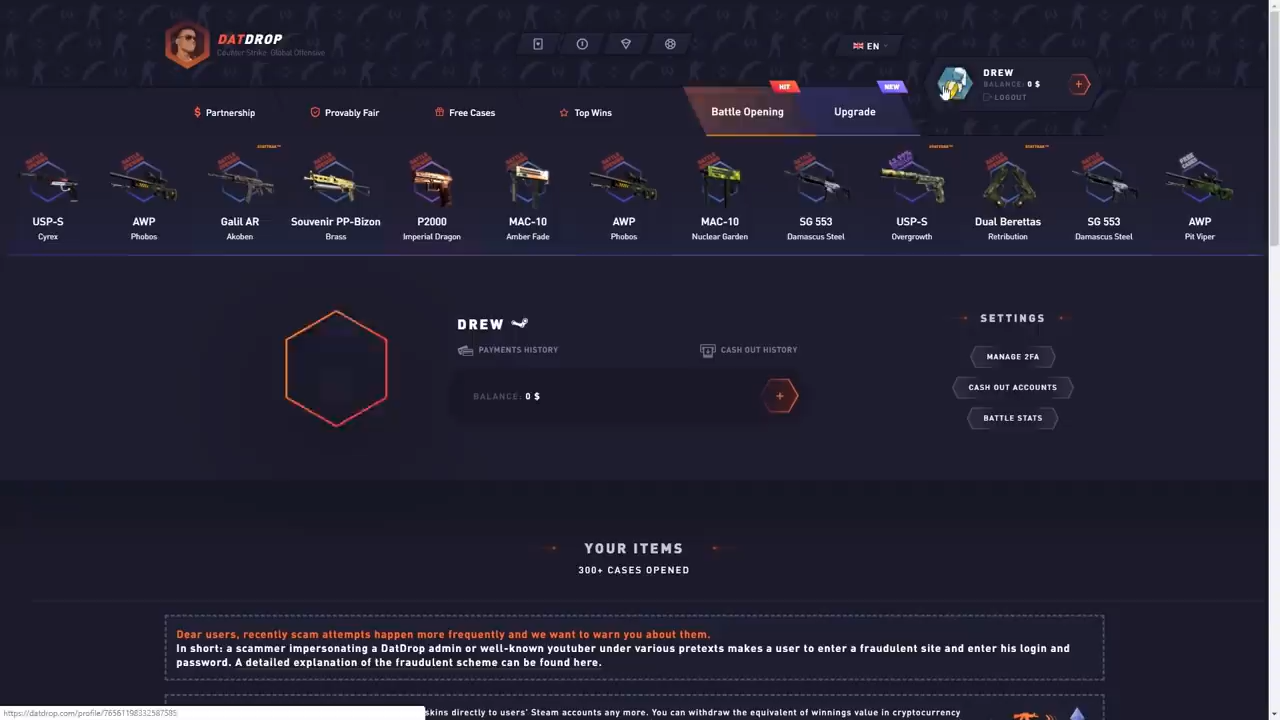 DATDROP
Counter Strike: Global Offensive
EN
DREW
BALANCE: 0 $
LOGOUT
Partnership
Provably Fair
Free Cases
Top Wins
HIT
Battle Opening
NEW
Upgrade
USP-S
Cyrex
AWP
Phobos
Galil AR
Akoben
Souvenir PP-Bizon
Brass
P2000
Imperial Dragon
MAC-10
Amber Fade
AWP
Phobos
MAC-10
Nuclear Garden
SG 553
Damascus Steel
USP-S
Overgrowth
Dual Berettas
Retribution
SG 553
Damascus Steel
AWP
Pit Viper
DREW
PAYMENTS HISTORY
CASH OUT HISTORY
BALANCE: 0 $
SETTINGS
MANAGE 2FA
CASH OUT ACCOUNTS
BATTLE STATS
YOUR ITEMS
300+ CASES OPENED
Dear users, recently scam attempts happen more frequently and we want to warn you about them.
In short: a scammer impersonating a DatDrop admin or well-known youtuber under various pretexts makes a user to enter a fraudulent site and enter his login and
password. A detailed explanation of the fraudulent scheme can be found here.
https://datdrop.com/profile/76561198332587585
skins directly to users' Steam accounts any more. You can withdraw the equivalent of winnings value in cryptocurrency